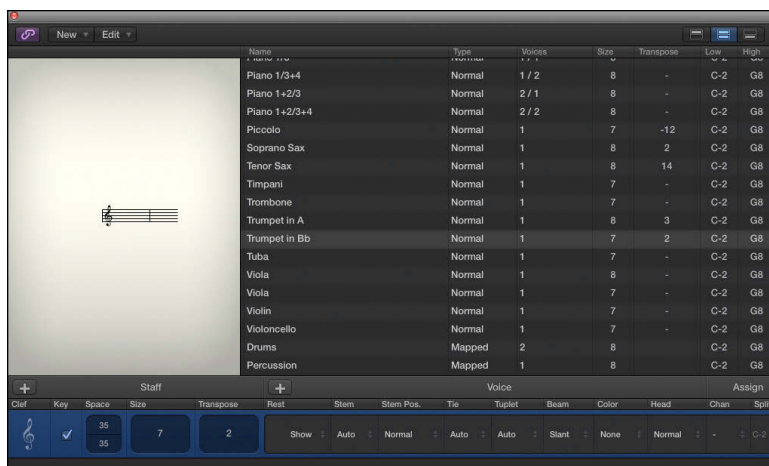 New Edit
Name Type Voices Size Transpose Low High
Piano 1/3+4 Normal 1 / 2 8 - C-2 G8
Piano 1+2/3 Normal 2 / 1 8 - C-2 G8
Piano 1+2/3+4 Normal 2 / 2 8 - C-2 G8
Piccolo Normal 1 7 -12 C-2 G8
Soprano Sax Normal 1 8 2 C-2 G8
Tenor Sax Normal 1 8 14 C-2 G8
Timpani Normal 1 7 - C-2 G8
Trombone Normal 1 7 - C-2 G8
Trumpet in A Normal 1 8 3 C-2 G8
Trumpet in Bb Normal 1 7 2 C-2 G8
Tuba Normal 1 7 - C-2 G8
Viola Normal 1 8 - C-2 G8
Viola Normal 1 7 - C-2 G8
Violin Normal 1 7 - C-2 G8
Violoncello Normal 1 7 - C-2 G8
Drums Mapped 2 8 C-2 G8
Percussion Mapped 1 8 C-2 G8
+ Staff + Voice Assign
Clef Key Space Size Transpose Rest Stem Stem Pos. Tie Tuplet Beam Color Head Chan Spli
35
7 2 Show Auto Normal Auto Auto Slant None Normal - C-2
35